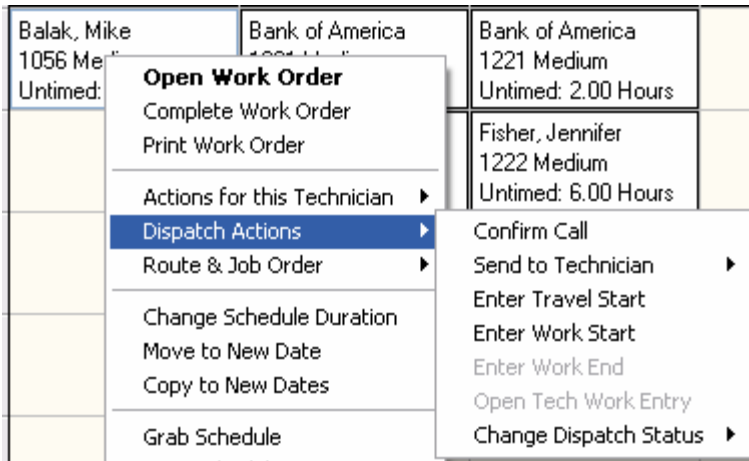 Balak, Mike
1056 Me
Untimed:
Bank of America
Bank of America
1221 Medium
Untimed: 2.00 Hours
Fisher, Jennifer
1222 Medium
Untimed: 6.00 Hours
Open Work Order
Complete Work Order
Print Work Order
Actions for this Technician
Dispatch Actions
Route & Job Order
Change Schedule Duration
Move to New Date
Copy to New Dates
Grab Schedule
Confirm Call
Send to Technician
Enter Travel Start
Enter Work Start
Enter Work End
Open Tech Work Entry
Change Dispatch Status